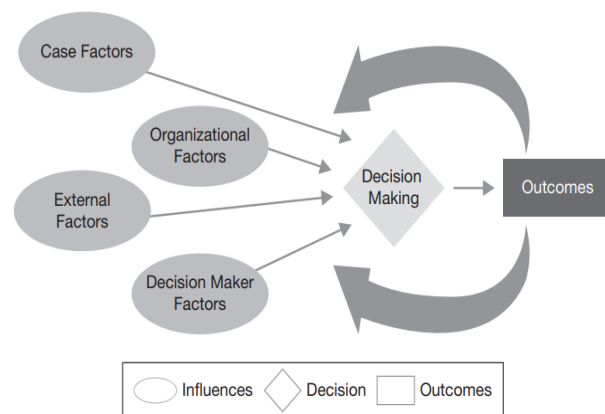 Case Factors
Organizational
Factors
External
Factors
Decision Maker
Factors
Decision
Making
Outcomes
Influences
Decision
Outcomes